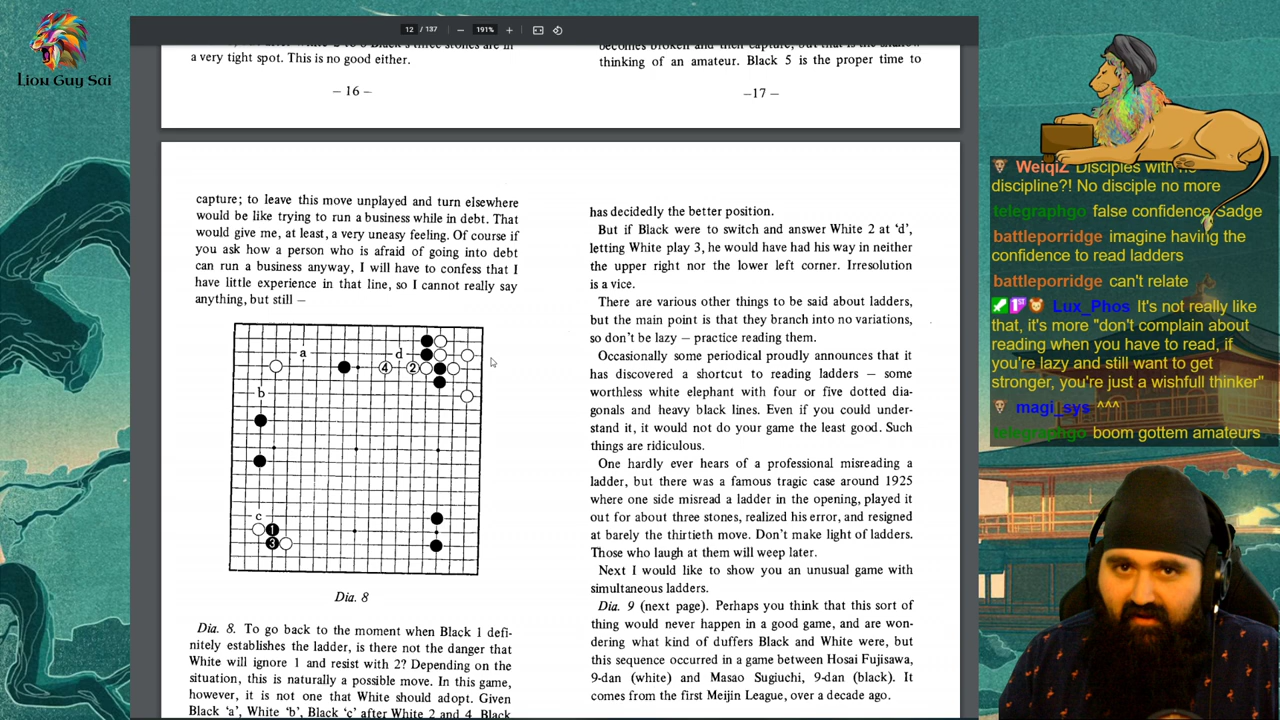 Lion Guy Sai
12 / 137
191%
a very tight spot. This is no good either.
– 16 –
becomes broken and then capture, but that is the shallow
thinking of an amateur. Black 5 is the proper time to
–17 –
capture; to leave this move unplayed and turn elsewhere
would be like trying to run a business while in debt. That
would give me, at least, a very uneasy feeling. Of course if
you ask how a person who is afraid of going into debt
can run a business anyway, I will have to confess that I
have little experience in that line, so I cannot really say
anything, but still —
a
d
4
2
b
c
1
3
Dia. 8
Dia. 8. To go back to the moment when Black 1 defi-
nitely establishes the ladder, is there not the danger that
White will ignore 1 and resist with 2? Depending on the
situation, this is naturally a possible move. In this game,
however, it is not one that White should adopt. Given
Black 'a', White 'b', Black 'c' after White 2 and 4, Black
has decidedly the better position.
But if Black were to switch and answer White 2 at 'd',
letting White play 3, he would have had his way in neither
the upper right nor the lower left corner. Irresolution
is a vice.
There are various other things to be said about ladders,
but the main point is that they branch into no variations,
so don't be lazy – practice reading them.
Occasionally some periodical proudly announces that it
has discovered a shortcut to reading ladders – some
worthless white elephant with four or five dotted dia-
gonals and heavy black lines. Even if you could under-
stand it, it would not do your game the least good. Such
things are ridiculous.
One hardly ever hears of a professional misreading a
ladder, but there was a famous tragic case around 1925
where one side misread a ladder in the opening, played it
out for about three stones, realized his error, and resigned
at barely the thirtieth move. Don't make light of ladders.
Those who laugh at them will weep later.
Next I would like to show you an unusual game with
simultaneous ladders.
Dia. 9 (next page). Perhaps you think that this sort of
thing would never happen in a good game, and are won-
dering what kind of duffers Black and White were, but
this sequence occurred in a game between Hosai Fujisawa,
9-dan (white) and Masao Sugiuchi, 9-dan (black). It
comes from the first Meijin League, over a decade ago.
WeiqiZ Disciples with no
discipline?! No disciple no more
telegraphgo false confidence Sadge
battleporridge imagine having the
confidence to read ladders
battleporridge can't relate
Lux_Phos It's not really like
that, it's more "don't complain about
reading when you have to read, if
you're lazy and still want to get
stronger, you're just a wishfull thinker"
magi_sys ^^^
telegraphgo boom gottem amateurs